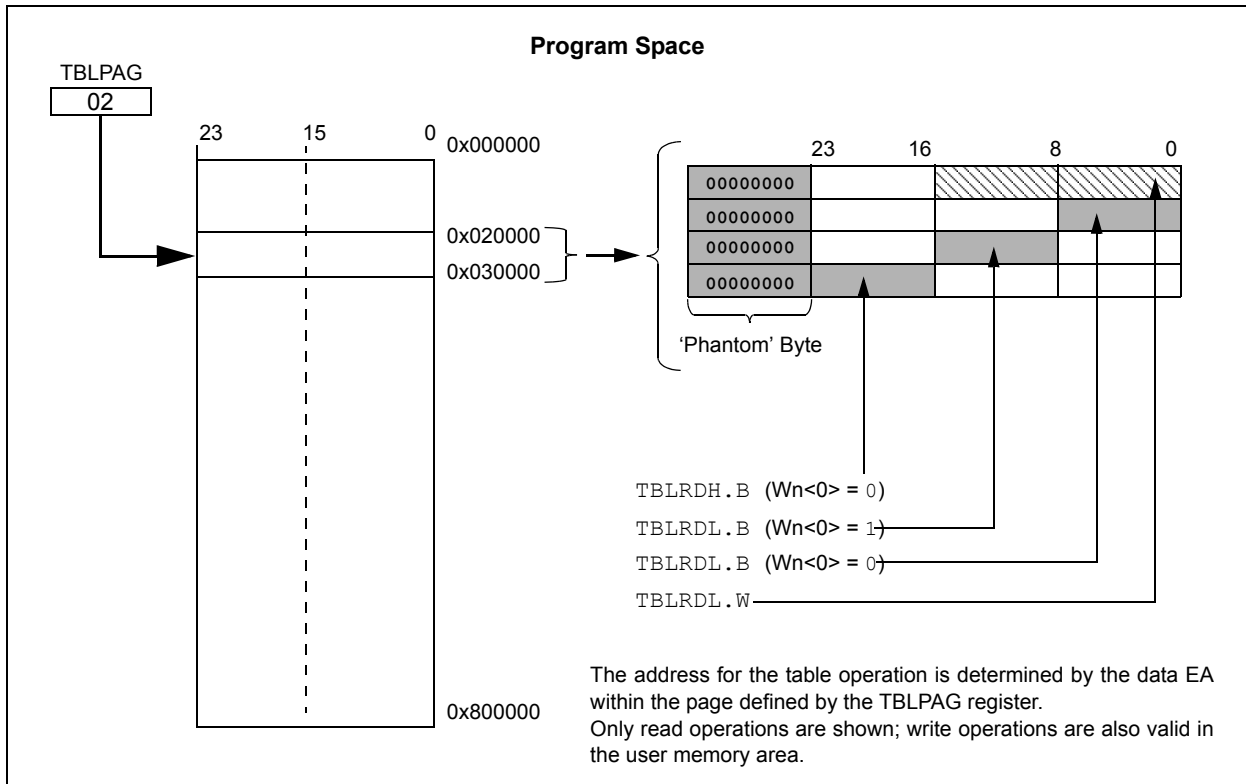 Program Space
TBLPAG
02
23 15 0
0x000000
0x020000
0x030000
0x800000
23 16 8 0
00000000
00000000
00000000
00000000
‘Phantom’ Byte
TBLRDH.B (Wn<0> = 0)
TBLRDL.B (Wn<0> = 1)
TBLRDL.B (Wn<0> = 0)
TBLRDL.W
The address for the table operation is determined by the data EA
within the page defined by the TBLPAG register.
Only read operations are shown; write operations are also valid in
the user memory area.